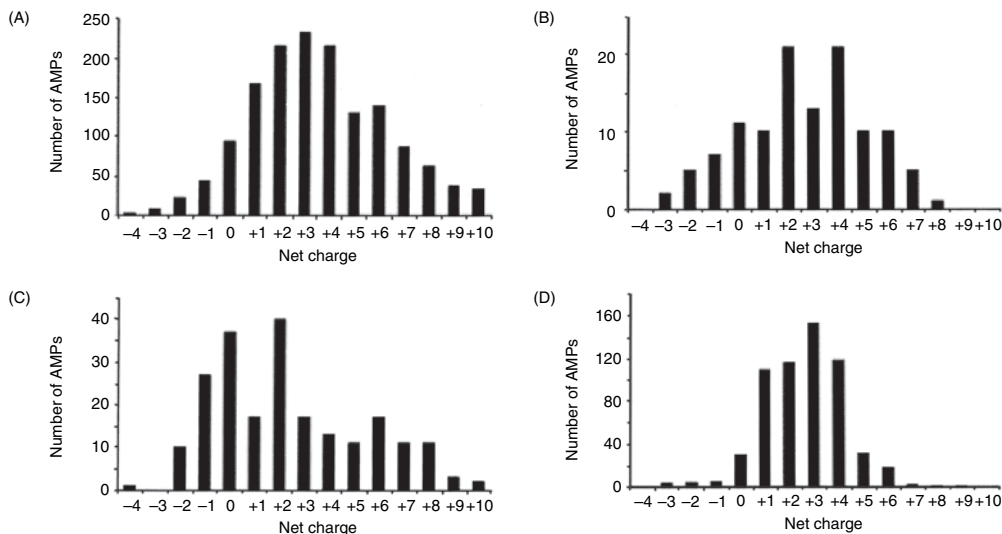 (A)
Number of AMPs
250
200
150
100
50
0
–4 –3 –2 –1 0 +1 +2 +3 +4 +5 +6 +7 +8 +9 +10
Net charge
(B)
Number of AMPs
20
10
0
–4 –3 –2 –1 0 +1 +2 +3 +4 +5 +6 +7 +8 +9 +10
Net charge
(C)
Number of AMPs
40
30
20
10
0
–4 –3 –2 –1 0 +1 +2 +3 +4 +5 +6 +7 +8 +9 +10
Net charge
(D)
Number of AMPs
160
120
80
40
0
–4 –3 –2 –1 0 +1 +2 +3 +4 +5 +6 +7 +8 +9 +10
Net charge